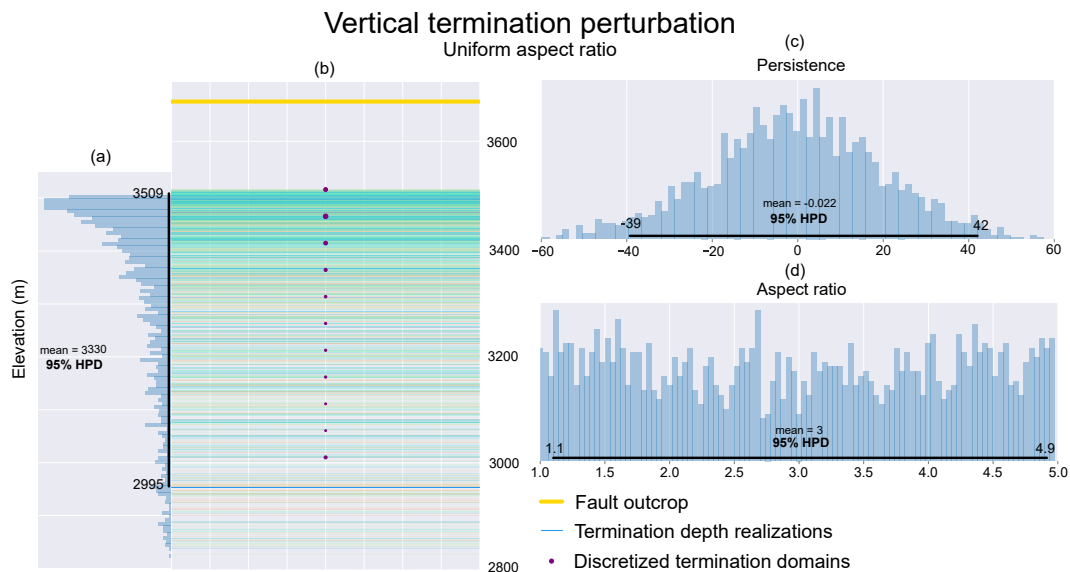 Vertical termination perturbation
Uniform aspect ratio
(a)
3509
Elevation (m)
mean = 3330
95% HPD
2995
(b)
3600
3400
3200
3000
2800
(c)
Persistence
mean = -0.022
95% HPD
-39
42
−60 −40 −20 0 20 40 60
(d)
Aspect ratio
mean = 3
95% HPD
1.1
4.9
1.0 1.5 2.0 2.5 3.0 3.5 4.0 4.5 5.0
Fault outcrop
Termination depth realizations
Discretized termination domains